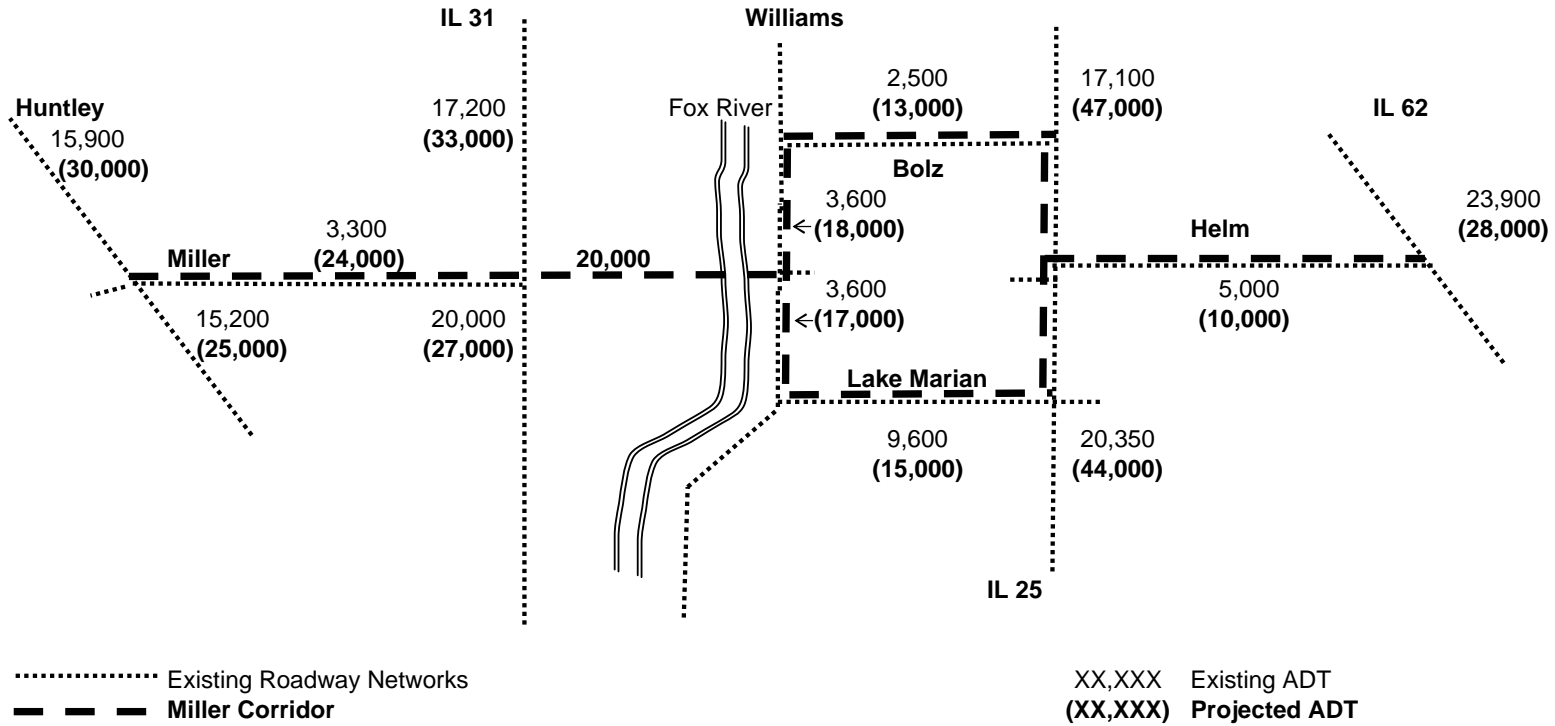 IL 31
Williams
2,500
(13,000)
17,100
(47,000)
Huntley
15,900
(30,000)
17,200
(33,000)
Fox River
IL 62
Bolz
3,600
(18,000)
23,900
(28,000)
3,300
(24,000)
Miller
20,000
Helm
3,600
(17,000)
5,000
(10,000)
15,200
(25,000)
20,000
(27,000)
Lake Marian
9,600
(15,000)
20,350
(44,000)
IL 25
Existing Roadway Networks
Miller Corridor
XX,XXX Existing ADT
(XX,XXX) Projected ADT